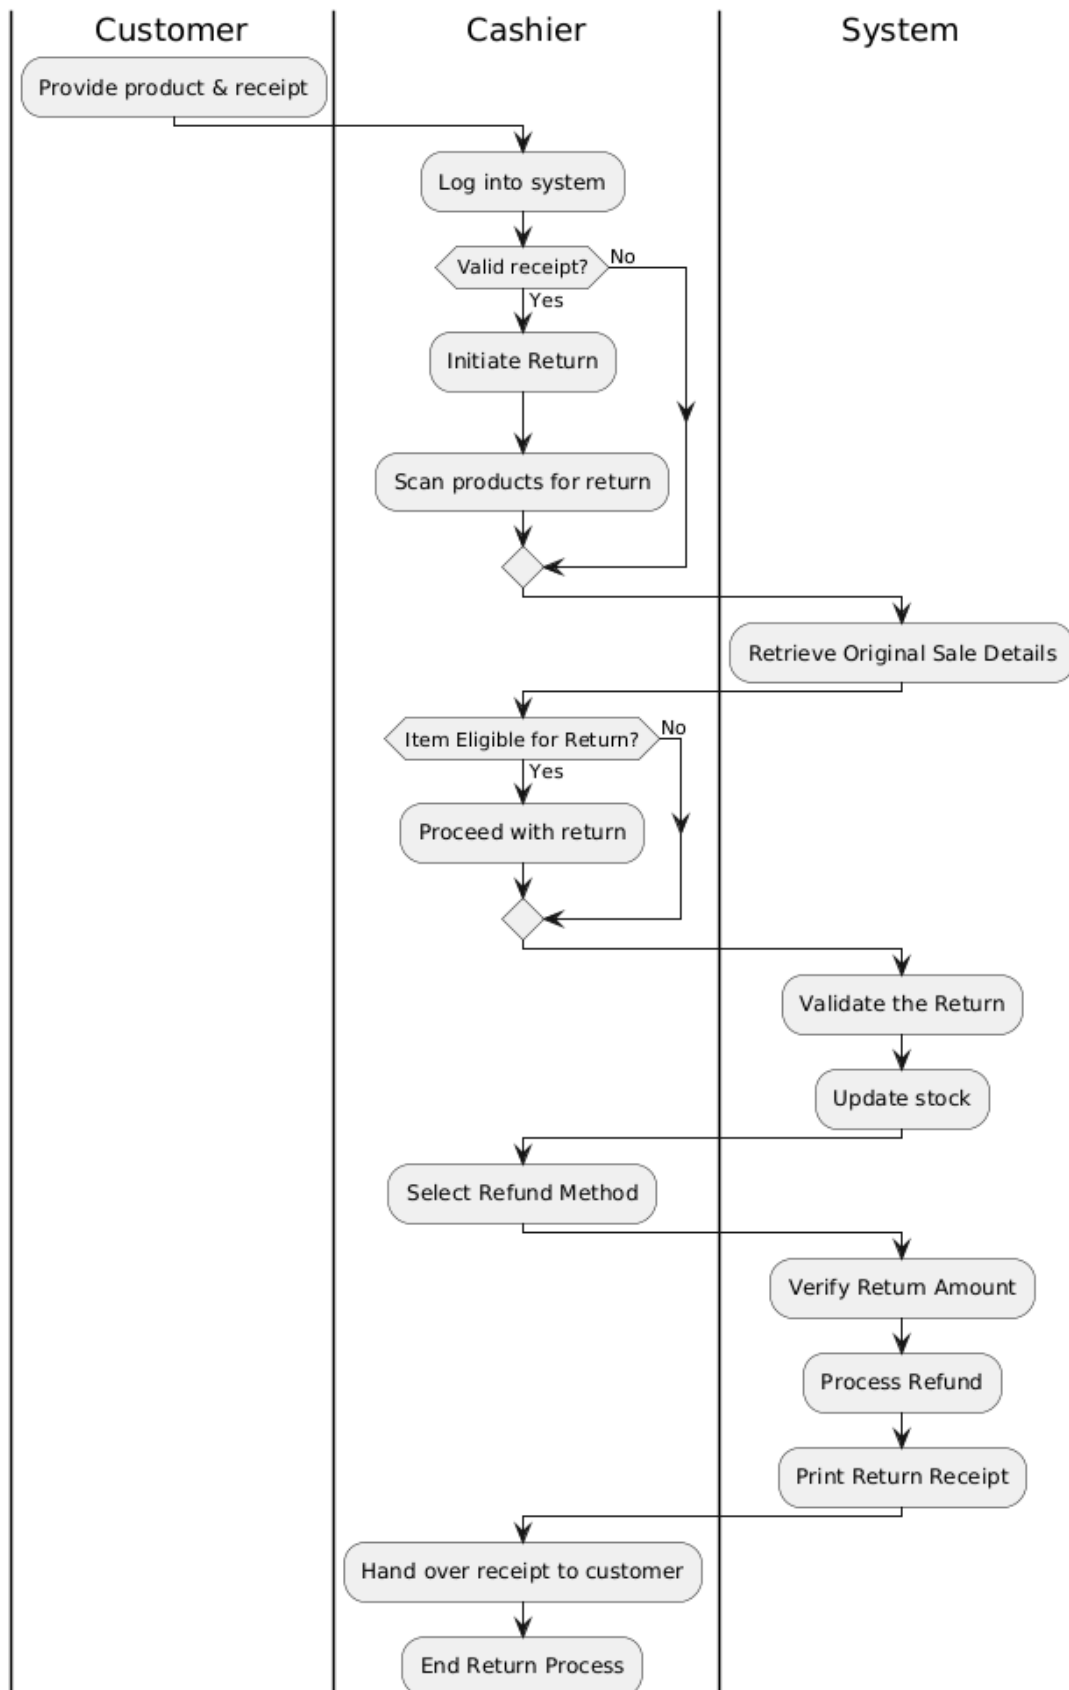 Customer
Cashier
System
Provide product & receipt
Log into system
Valid receipt?
No
Yes
Initiate Return
Scan products for return
Retrieve Original Sale Details
Item Eligible for Return?
No
Yes
Proceed with return
Validate the Return
Update stock
Select Refund Method
Verify Return Amount
Process Refund
Print Return Receipt
Hand over receipt to customer
End Return Process